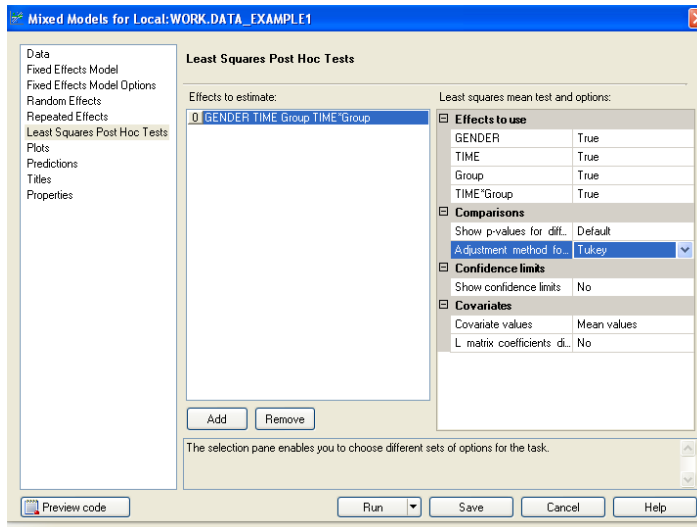 Mixed Models for Local:WORK.DATA_EXAMPLE1
Data
Fixed Effects Model
Fixed Effects Model Options
Random Effects
Repeated Effects
Least Squares Post Hoc Tests
Plots
Predictions
Titles
Properties
Least Squares Post Hoc Tests
Effects to estimate:
0 GENDER TIME Group TIME*Group
Least squares mean test and options:
Effects to use
GENDER True
TIME True
Group True
TIME*Group True
Comparisons
Show p-values for diff... Default
Adjustment method fo... Tukey
Confidence limits
Show confidence limits No
Covariates
Covariate values Mean values
L matrix coefficients di... No
Add Remove
The selection pane enables you to choose different sets of options for the task.
Preview code Run Save Cancel Help